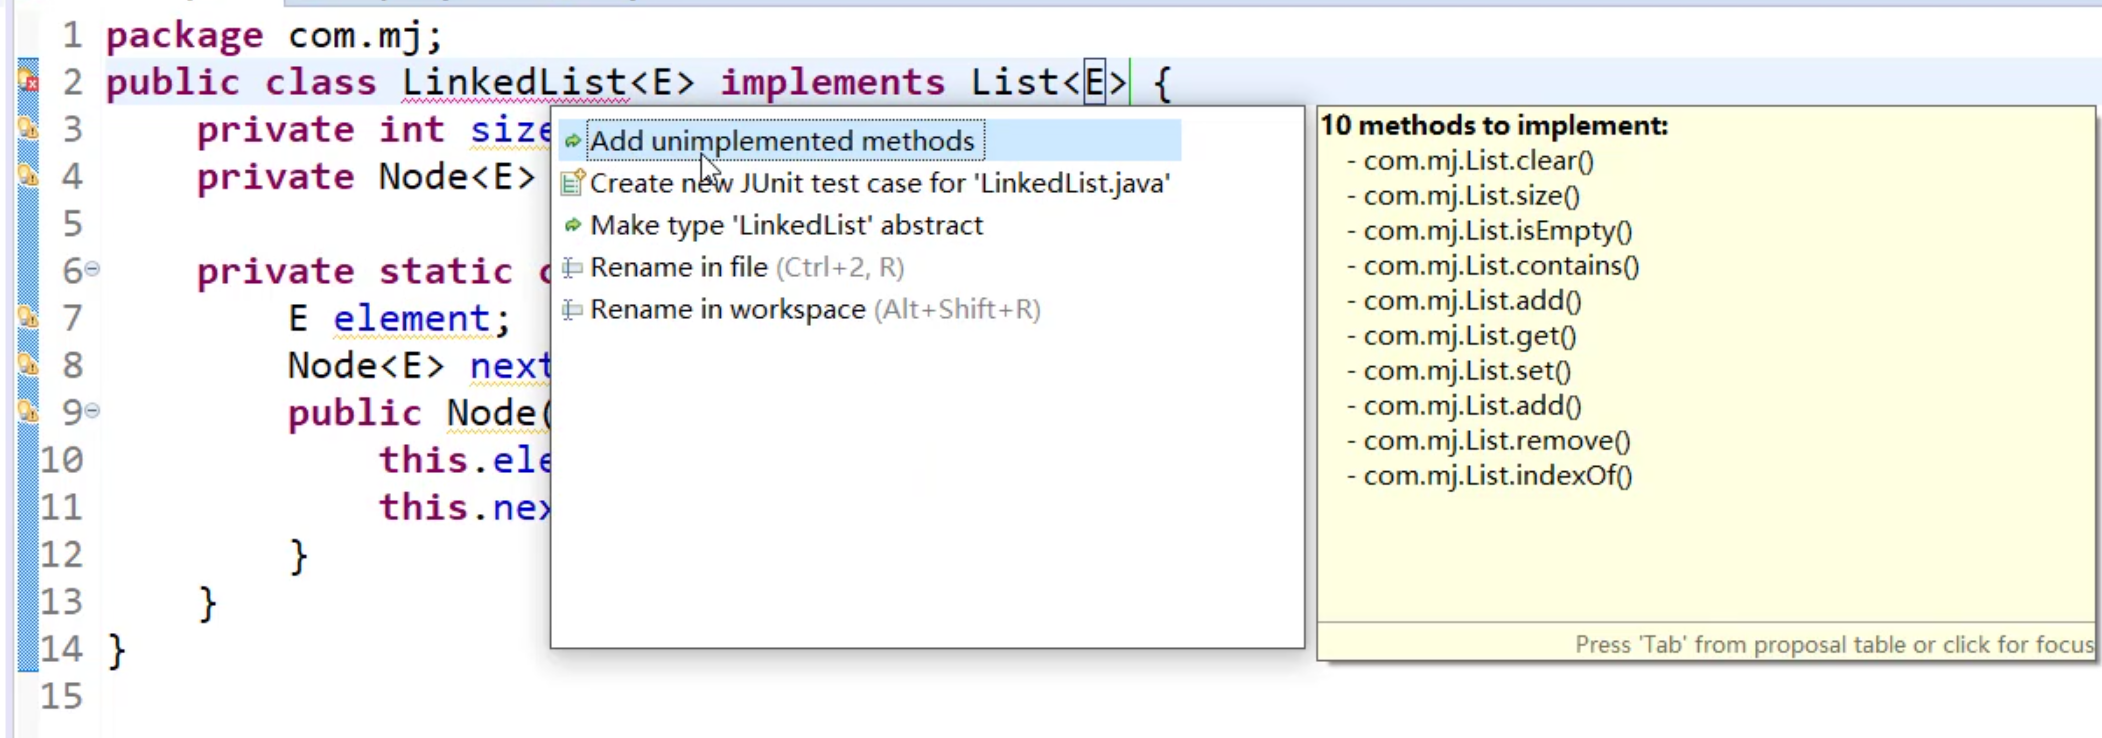 1 package com.mj;
2 public class LinkedList<E> implements List<E> {
3 private int size
4 private Node<E>
5
6 private static c
7 E element;
8 Node<E> next
9 public Node(
10 this.ele
11 this.nex
12 }
13 }
14 }
15
Add unimplemented methods
Create new JUnit test case for 'LinkedList.java'
Make type 'LinkedList' abstract
Rename in file (Ctrl+2, R)
Rename in workspace (Alt+Shift+R)
10 methods to implement:
- com.mj.List.clear()
- com.mj.List.size()
- com.mj.List.isEmpty()
- com.mj.List.contains()
- com.mj.List.add()
- com.mj.List.get()
- com.mj.List.set()
- com.mj.List.add()
- com.mj.List.remove()
- com.mj.List.indexOf()
Press 'Tab' from proposal table or click for focus